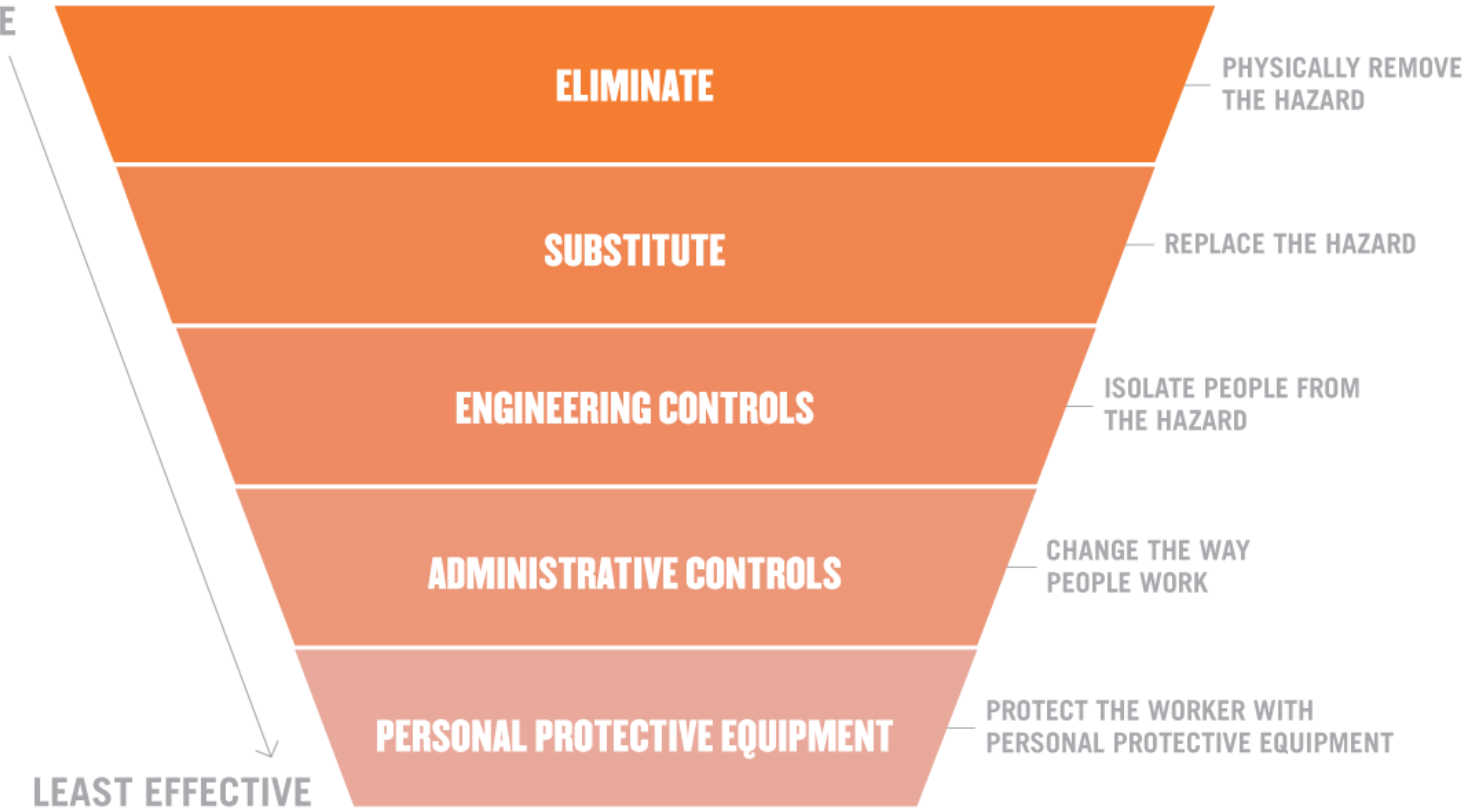 E
ELIMINATE
PHYSICALLY REMOVE
THE HAZARD
SUBSTITUTE
REPLACE THE HAZARD
ENGINEERING CONTROLS
ISOLATE PEOPLE FROM
THE HAZARD
ADMINISTRATIVE CONTROLS
CHANGE THE WAY
PEOPLE WORK
PERSONAL PROTECTIVE EQUIPMENT
PROTECT THE WORKER WITH
PERSONAL PROTECTIVE EQUIPMENT
LEAST EFFECTIVE